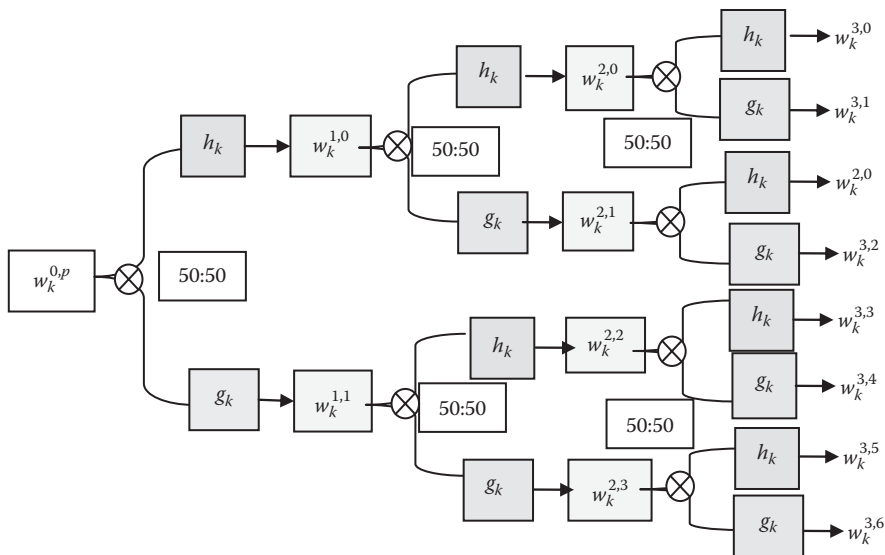 h_k w_k^{3,0}
h_k w_k^{2,0}
g_k w_k^{3,1}
h_k w_k^{1,0} 50:50 50:50
h_k w_k^{2,0}
g_k w_k^{2,1}
g_k w_k^{3,2}
w_k^{0,p} 50:50
h_k w_k^{3,3}
h_k w_k^{2,2}
g_k w_k^{3,4}
g_k w_k^{1,1} 50:50 50:50
h_k w_k^{3,5}
g_k w_k^{2,3}
g_k w_k^{3,6}